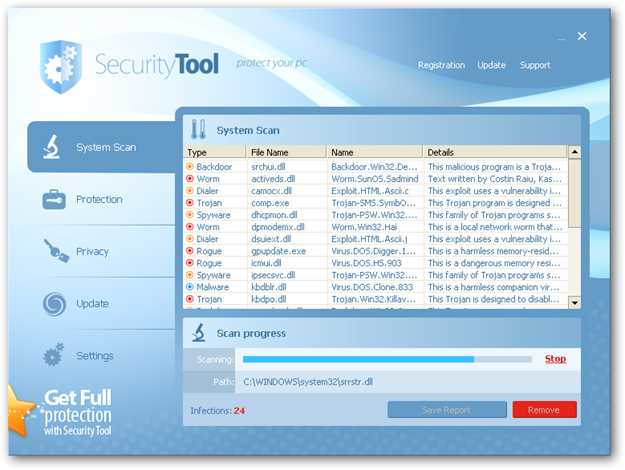 SecurityTool protect your pc
Registration Update Support
System Scan
Protection
Privacy
Update
Settings
Get Full
protection
with Security Tool
System Scan
Type File Name Name Details
Backdoor srchui.dll Backdoor.Win32.De... This malicious program is a Troja...
Worm activeds.dll Worm.SunOS.Sadmind Text written by Costin Raiu, Kas...
Dialer camocx.dll Exploit.HTML.Ascii.c This exploit uses a vulnerability i...
Trojan comp.exe Trojan-SMS.SymbO... This Trojan program is designed ...
Spyware dhcpmon.dll Trojan-PSW.Win32.... This family of Trojan programs s...
Worm dpmodemx.dll Worm.Win32.Hai This is a local network worm that...
Dialer dsuiext.dll Exploit.HTML.Ascii.j This exploit uses a vulnerability i...
Rogue gpupdate.exe Virus.DOS.Digger.1... This is a harmless memory-resid...
Rogue icmui.dll Virus.DOS.HS.903 This is a dangerous memory resi...
Spyware ipsecsvc.dll Trojan-PSW.Win32.... This family of Trojan programs s...
Malware kbdblr.dll Virus.DOS.Clone.833 This is a harmless companion vir...
Trojan kbdpo.dll Trojan.Win32.Killav... This Trojan is designed to disabl...
Scan progress
Scanning: Stop
Path: C:\WINDOWS\system32\srrstr.dll
Infections: 24 Save Report Remove